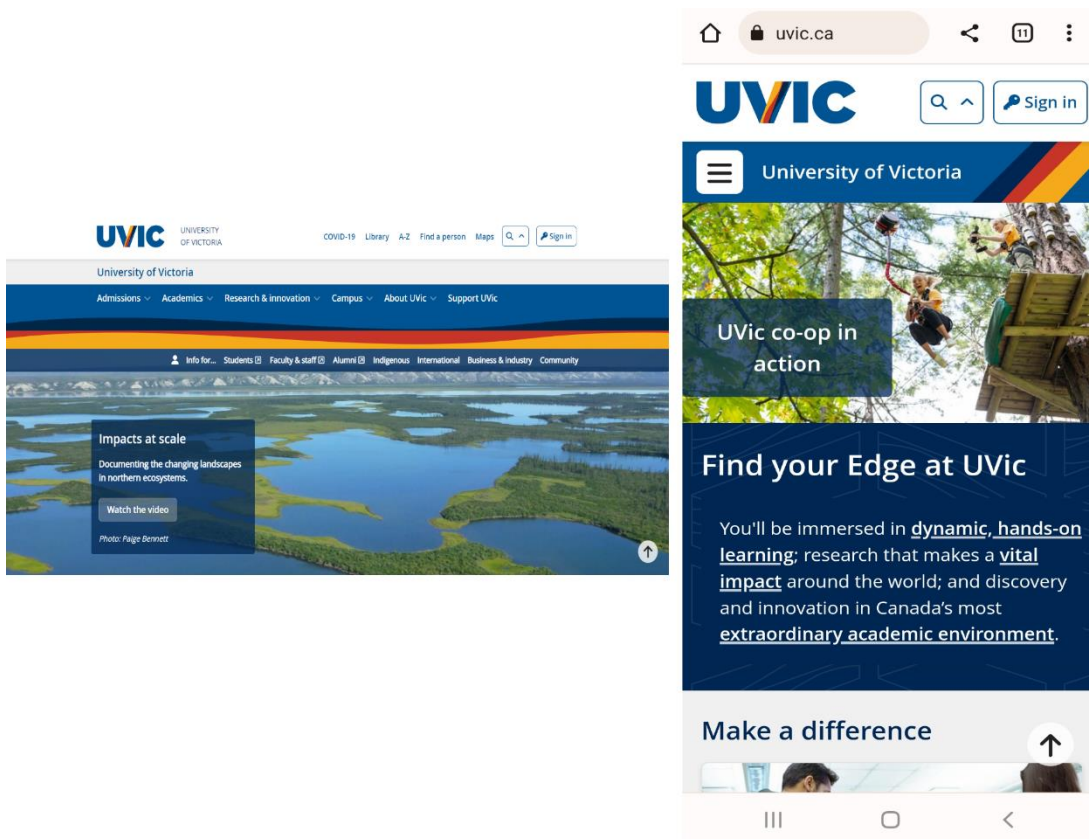 UVIC
UNIVERSITY
OF VICTORIA
COVID-19 Library A-Z Find a person Maps Sign in
University of Victoria
Admissions Academics Research & innovation Campus About UVic Support UVic
Info for... Students Faculty & staff Alumni Indigenous International Business & industry Community
Impacts at scale
Documenting the changing landscapes
in northern ecosystems.
Watch the video
Photo: Paige Bennett
uvic.ca
11
UVIC
Sign in
University of Victoria
UVic co-op in
action
Find your Edge at UVic
You'll be immersed in dynamic, hands-on
learning; research that makes a vital
impact around the world; and discovery
and innovation in Canada’s most
extraordinary academic environment.
Make a difference